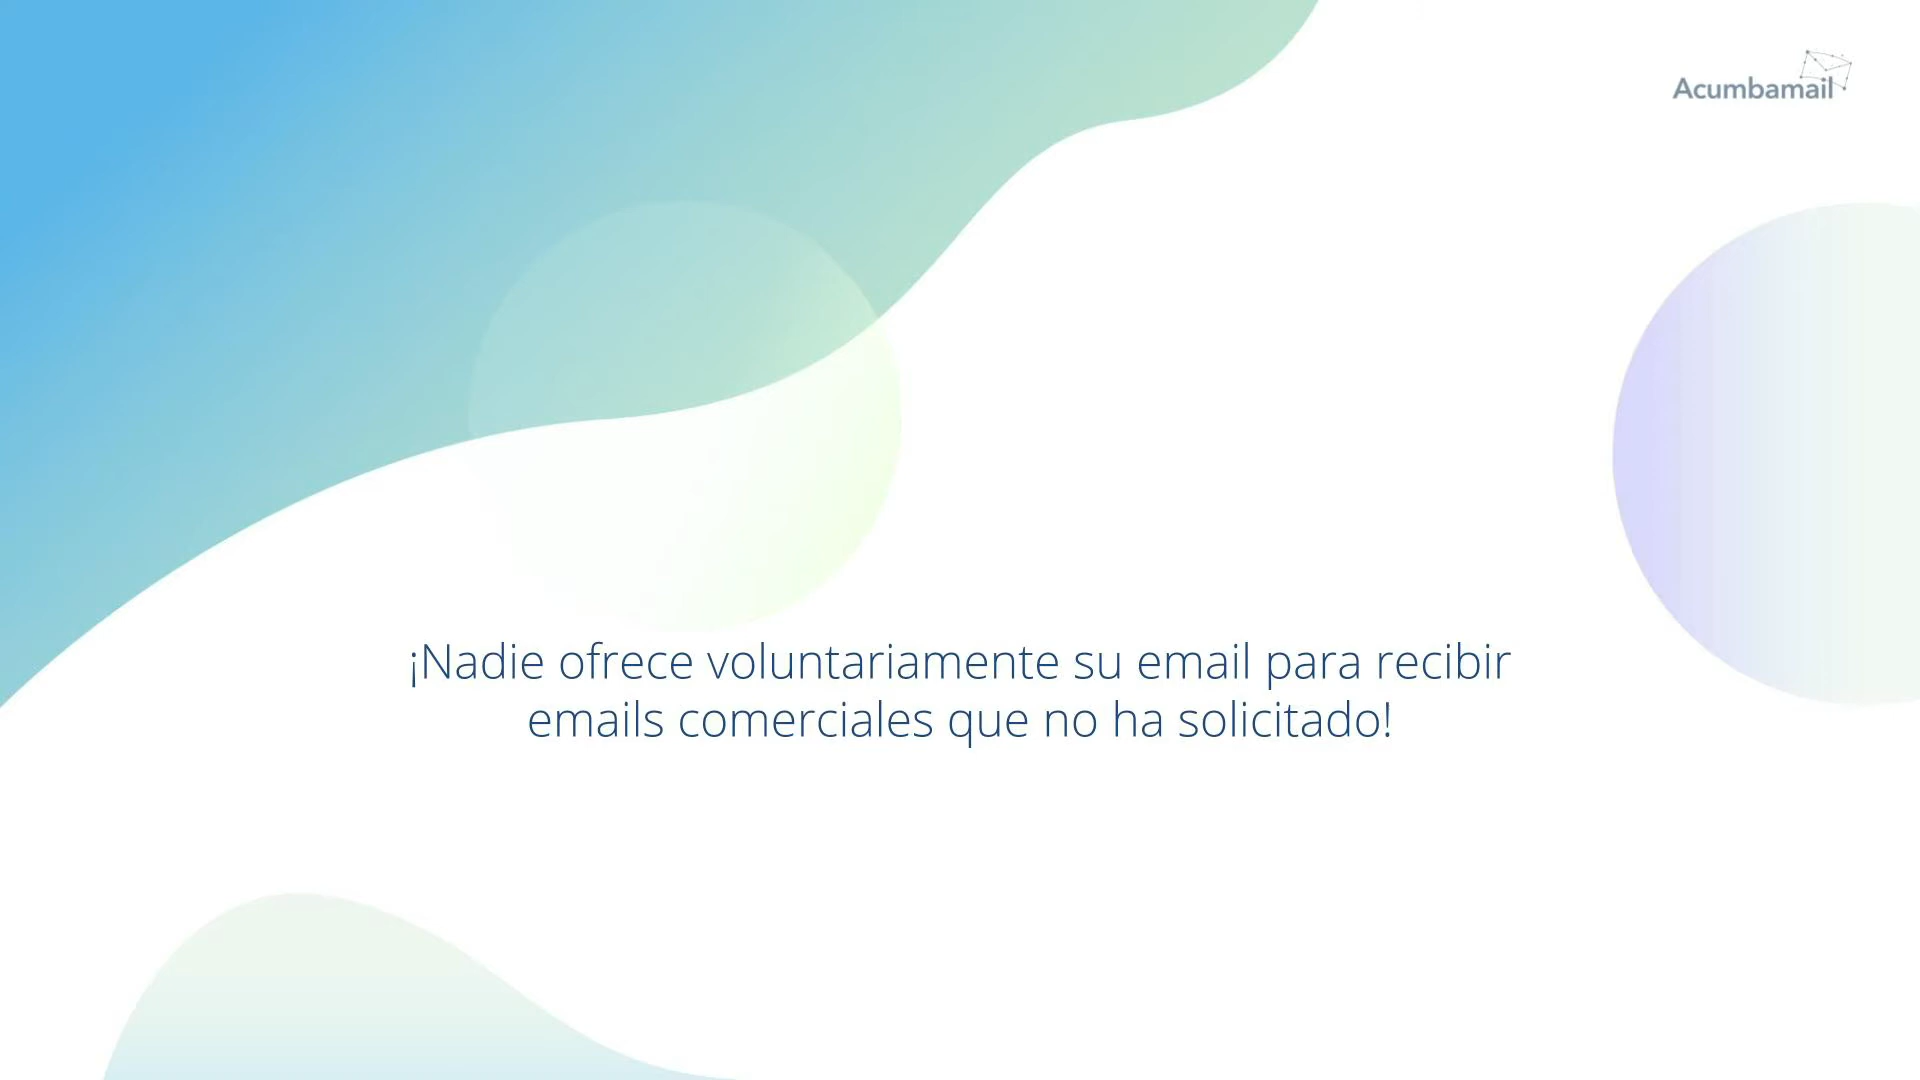 Acumbamail
¡Nadie ofrece voluntariamente su email para recibir
emails comerciales que no ha solicitado!